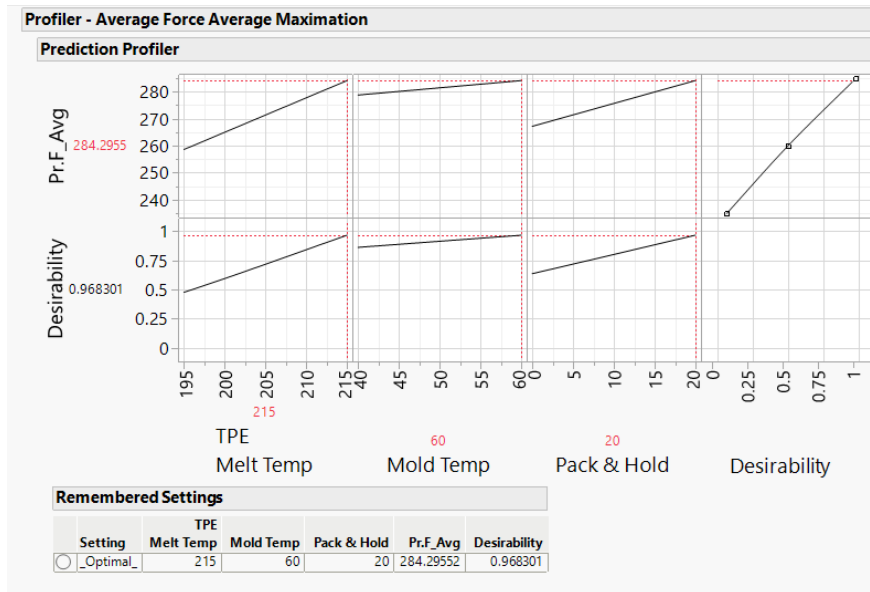 Profiler - Average Force Average Maximation
Prediction Profiler
Pr.F_Avg
284.2955
280
270
260
250
240
Desirability
0.968301
1
0.75
0.5
0.25
0
195
200
205
210
215
40
45
50
55
60
0
5
10
15
20
0
0.25
0.5
0.75
1
215
60
20
TPE
Melt Temp
Mold Temp
Pack & Hold
Desirability
Remembered Settings
TPE
Setting Melt Temp Mold Temp Pack & Hold Pr.F_Avg Desirability
_Optimal_ 215 60 20 284.29552 0.968301